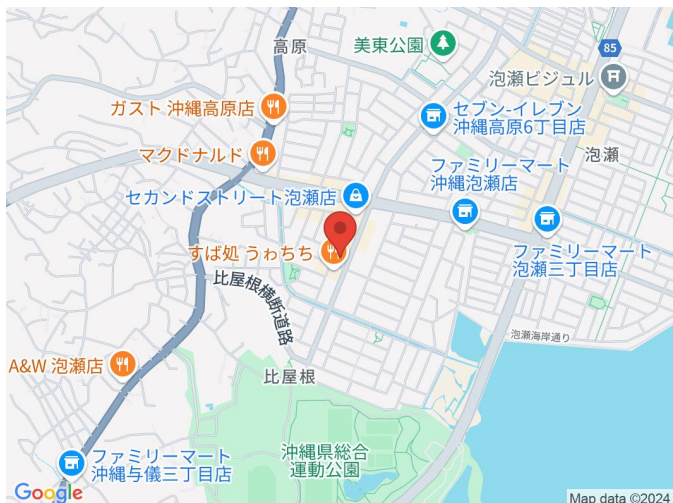 高原
美東公園
85
泡瀬ビジュル
ガスト 沖縄高原店
セブン-イレブン
沖縄高原6丁目店
マクドナルド
泡瀬
ファミリーマート
沖縄泡瀬店
セカンドストリート泡瀬店
すば処 うゎちち
ファミリーマート
泡瀬三丁目店
比屋根横断道路
泡瀬海岸通り
A&W 泡瀬店
比屋根
沖縄県総合
運動公園
ファミリーマート
沖縄与儀三丁目店
Google
Map data ©2024